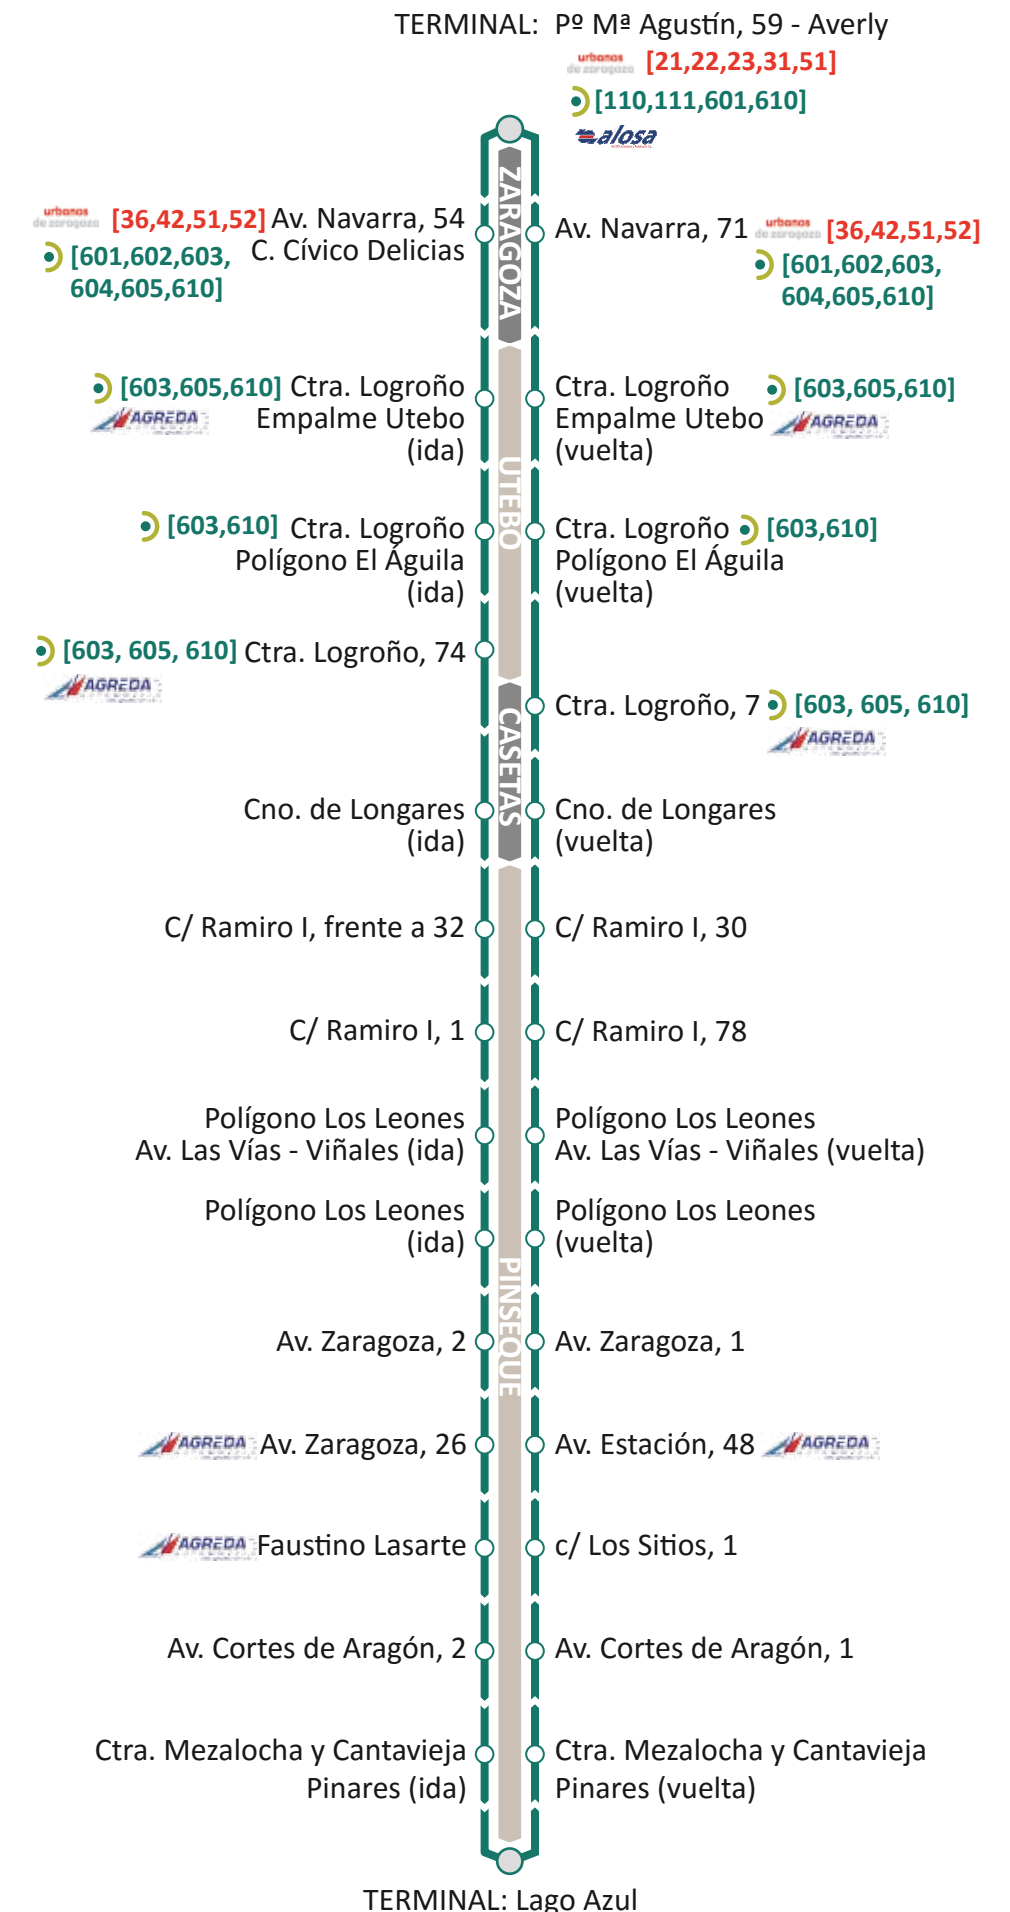 TERMINAL: Pº Mª Agustín, 59 - Averly
urbanos
de zaragoza
[21,22,23,31,51]
[110,111,601,610]
alosa
ZARAGOZA
urbanos
de zaragoza
[36,42,51,52] Av. Navarra, 54
C. Cívico Delicias
[601,602,603,
604,605,610]
Av. Navarra, 71
urbanos
de zaragoza
[36,42,51,52]
[601,602,603,
604,605,610]
UTEBO
[603,605,610] Ctra. Logroño
Empalme Utebo
(ida)
AGREDA
Ctra. Logroño
Empalme Utebo
(vuelta)
[603,605,610]
AGREDA
[603,610] Ctra. Logroño
Polígono El Águila
(ida)
Ctra. Logroño [603,610]
Polígono El Águila
(vuelta)
[603, 605, 610] Ctra. Logroño, 74
AGREDA
CASETAS
Ctra. Logroño, 7 [603, 605, 610]
AGREDA
Cno. de Longares
(ida)
Cno. de Longares
(vuelta)
PINSEQUE
C/ Ramiro I, frente a 32
C/ Ramiro I, 30
C/ Ramiro I, 1
C/ Ramiro I, 78
Polígono Los Leones
Av. Las Vías - Viñales (ida)
Polígono Los Leones
Av. Las Vías - Viñales (vuelta)
Polígono Los Leones
(ida)
Polígono Los Leones
(vuelta)
Av. Zaragoza, 2
Av. Zaragoza, 1
AGREDA Av. Zaragoza, 26
Av. Estación, 48 AGREDA
AGREDA Faustino Lasarte
c/ Los Sitios, 1
Av. Cortes de Aragón, 2
Av. Cortes de Aragón, 1
Ctra. Mezalocha y Cantavieja
Pinares (ida)
Ctra. Mezalocha y Cantavieja
Pinares (vuelta)
TERMINAL: Lago Azul